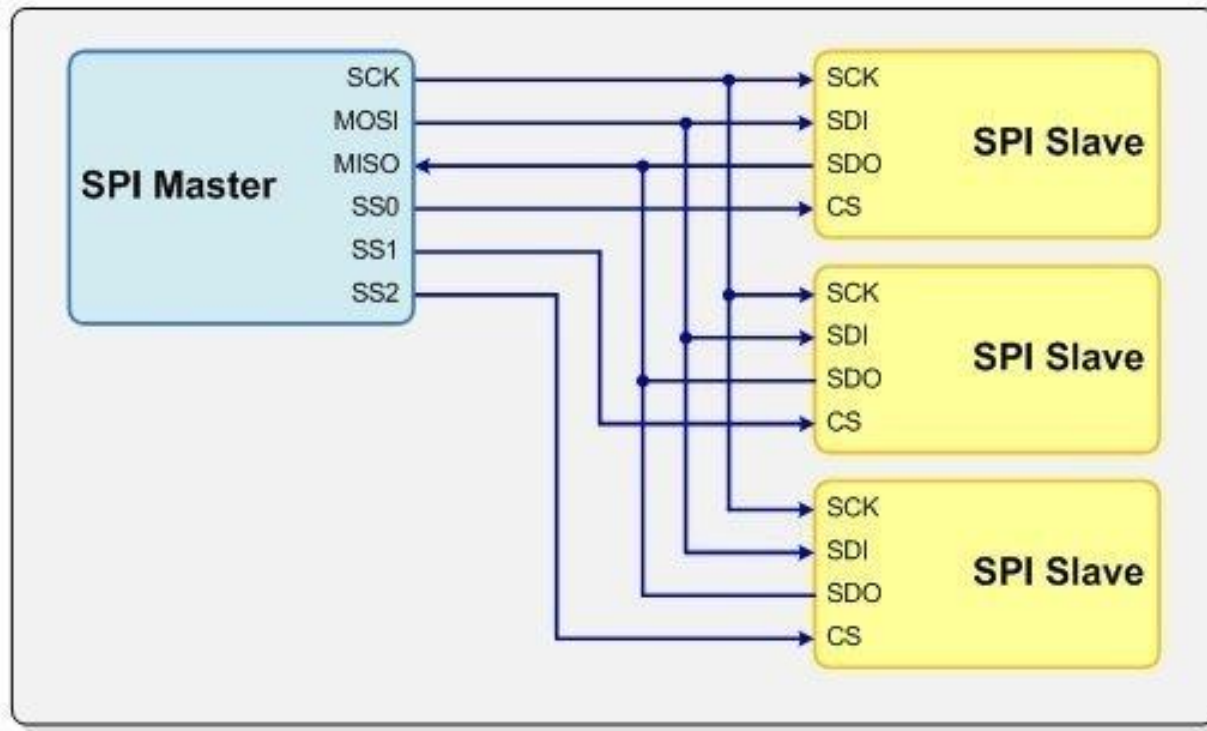 SPI Master
SCK
MOSI
MISO
SS0
SS1
SS2
SCK
SDI
SDO
CS
SPI Slave
SCK
SDI
SDO
CS
SPI Slave
SCK
SDI
SDO
CS
SPI Slave